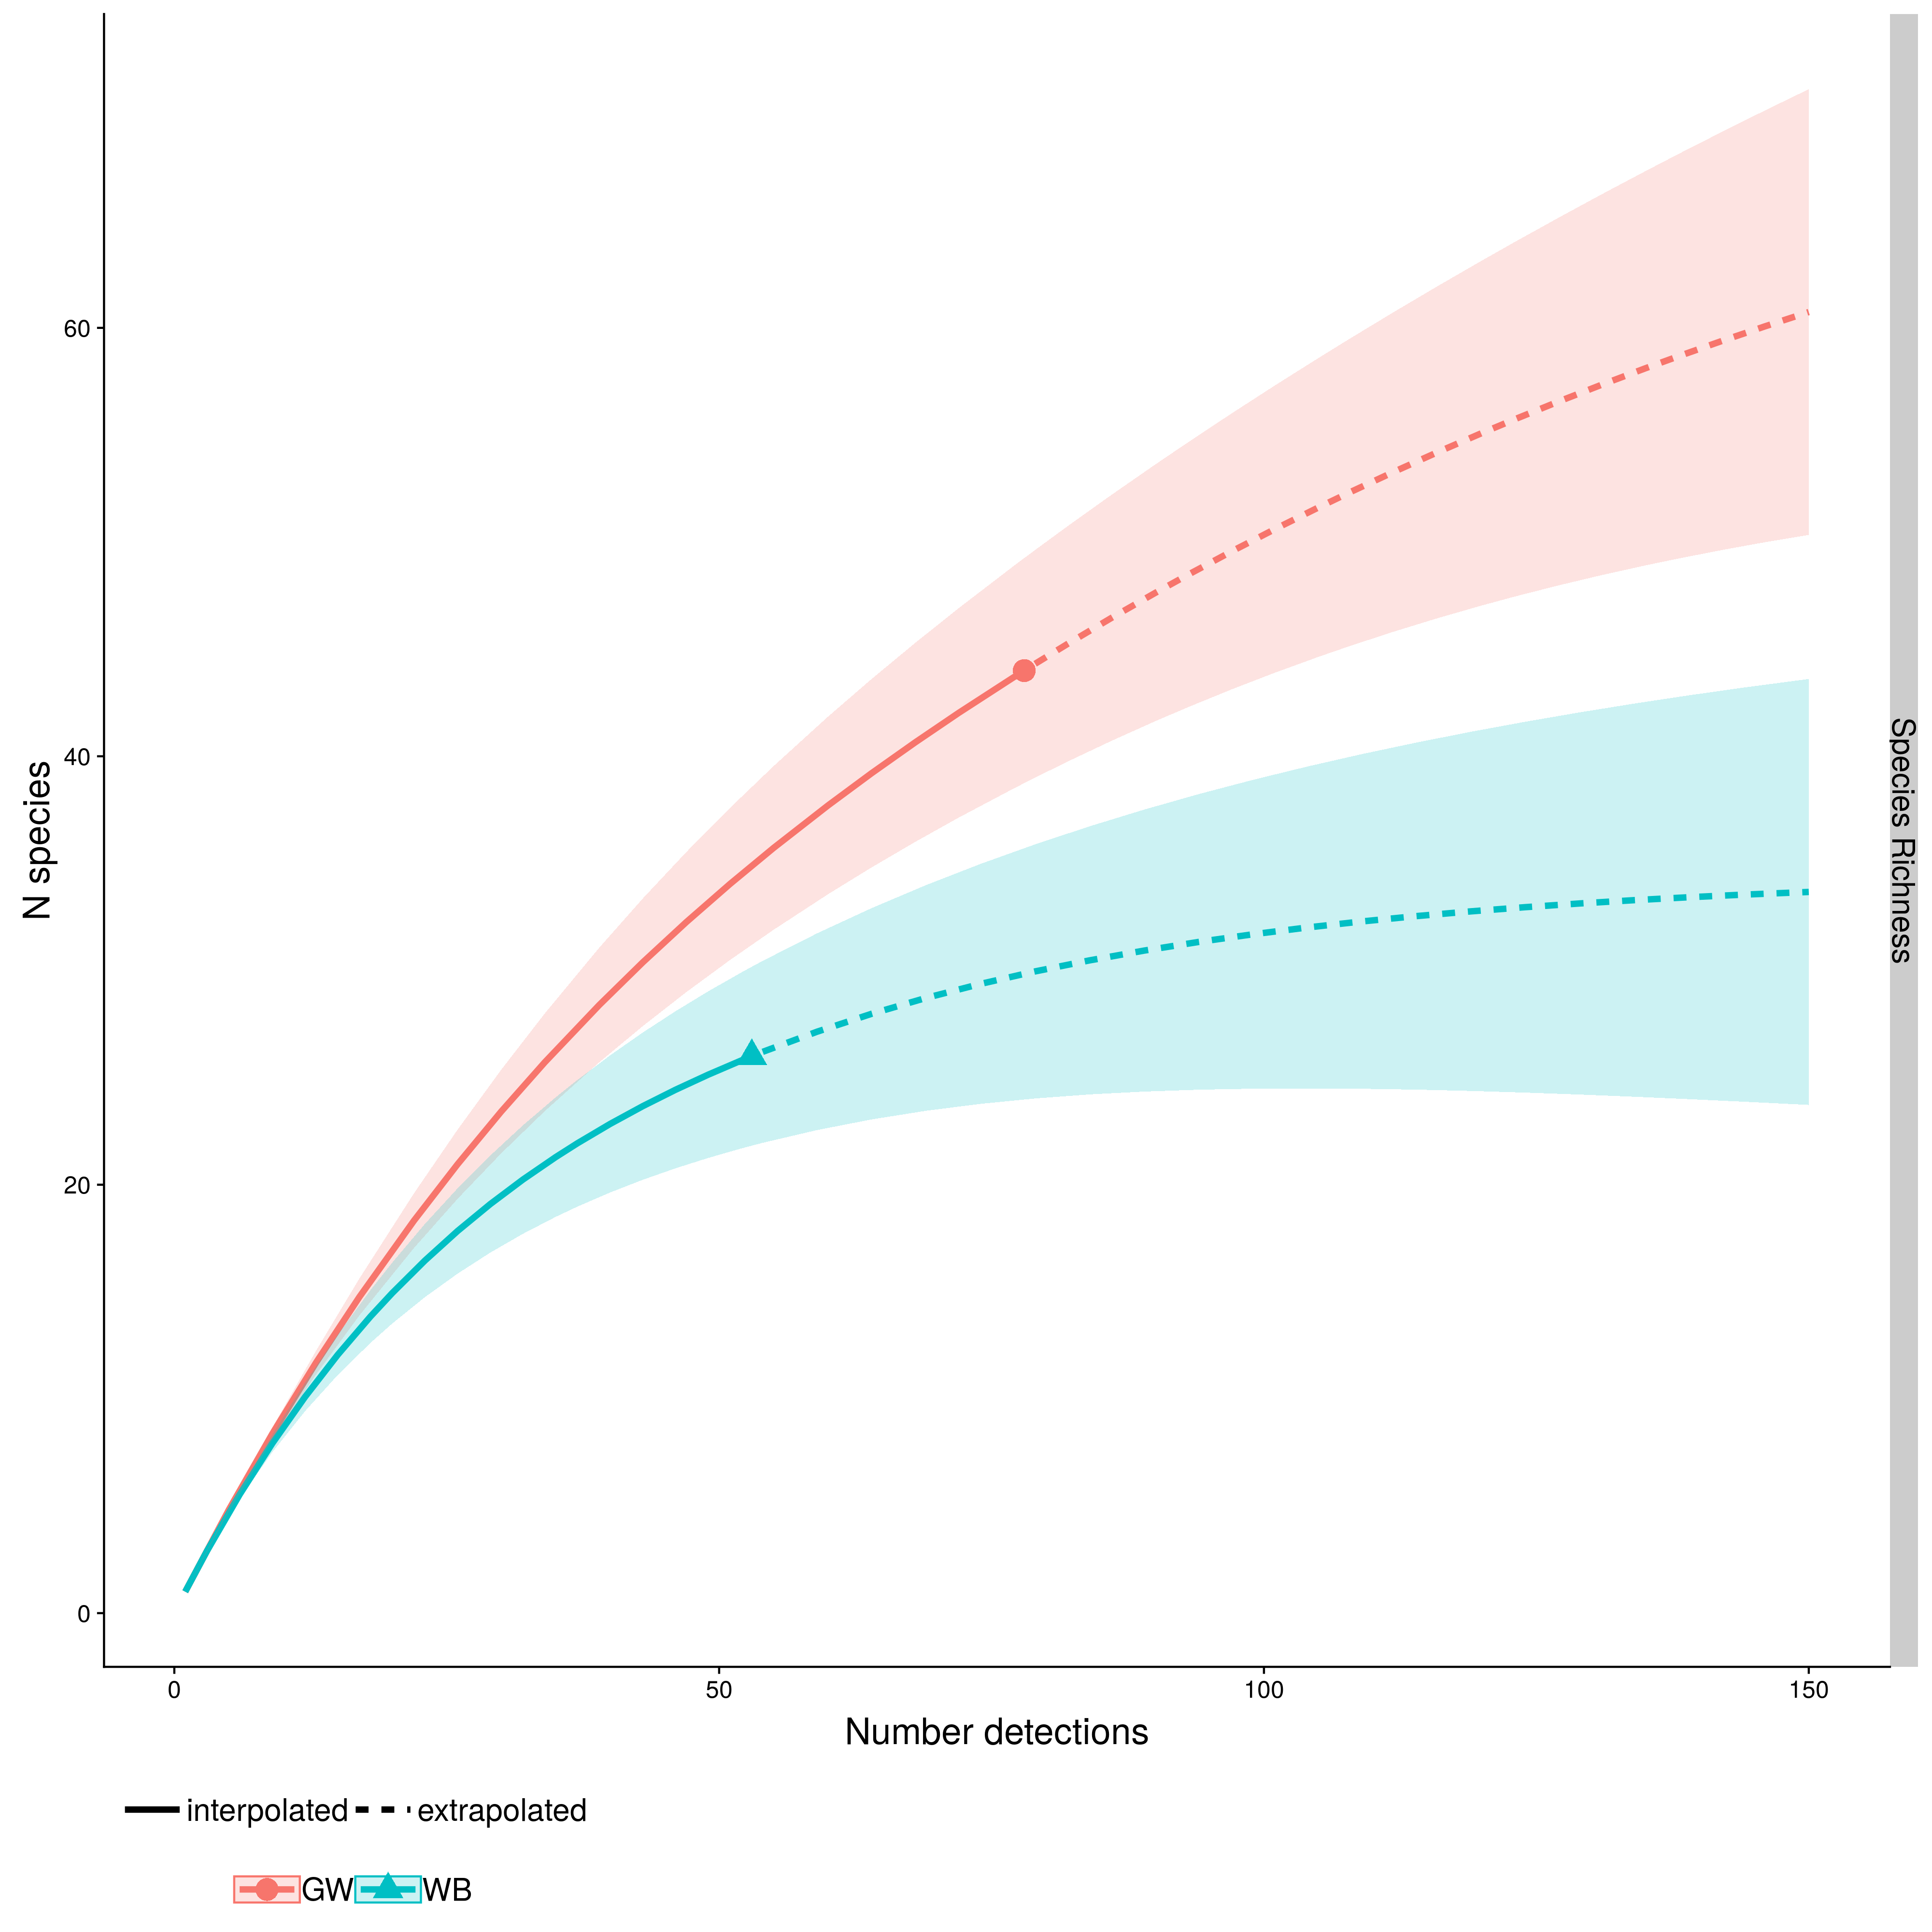 60
40
20
0
N species
Species Richness
0 50 100 150
Number detections
interpolated extrapolated
GW WB